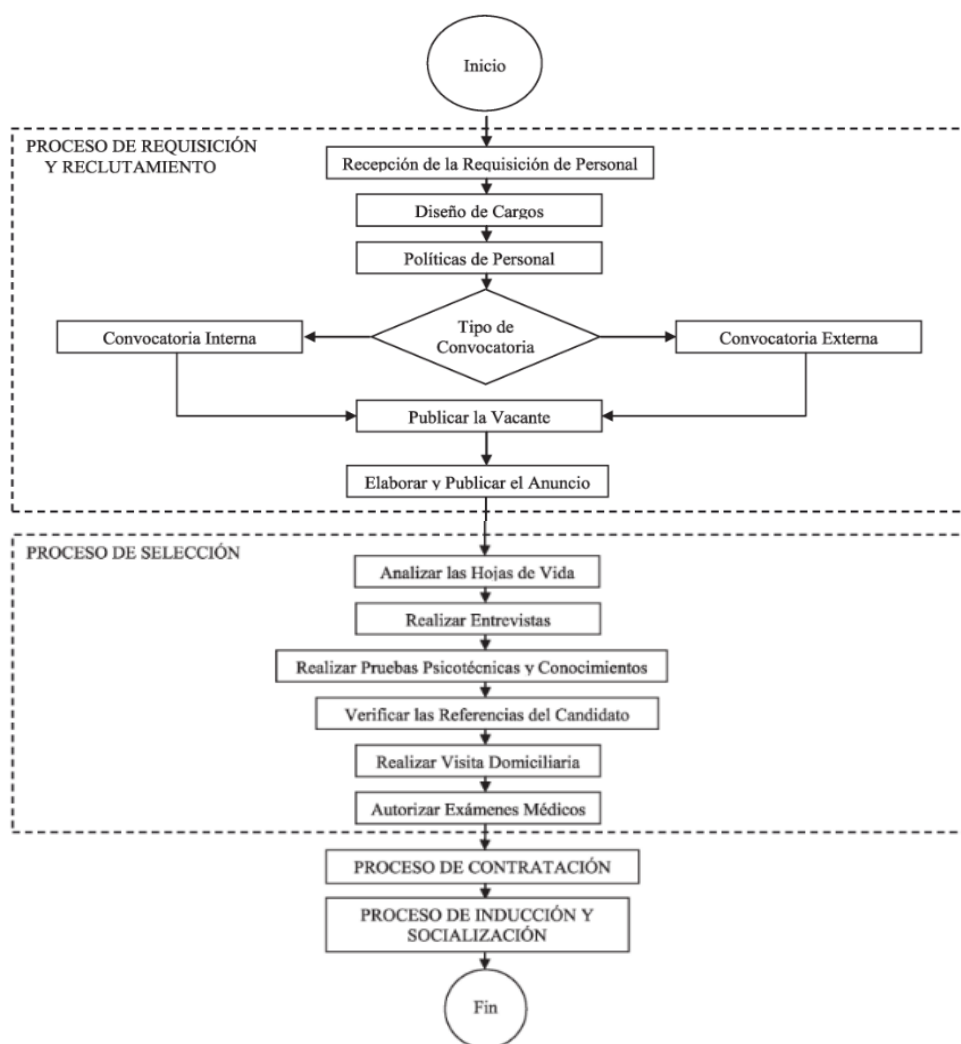 Inicio
PROCESO DE REQUISICIÓN
Y RECLUTAMIENTO
Recepción de la Requisición de Personal
Diseño de Cargos
Políticas de Personal
Tipo de
Convocatoria
Convocatoria Interna
Convocatoria Externa
Publicar la Vacante
Elaborar y Publicar el Anuncio
PROCESO DE SELECCIÓN
Analizar las Hojas de Vida
Realizar Entrevistas
Realizar Pruebas Psicotécnicas y Conocimientos
Verificar las Referencias del Candidato
Realizar Visita Domiciliaria
Autorizar Exámenes Médicos
PROCESO DE CONTRATACIÓN
PROCESO DE INDUCCIÓN Y
SOCIALIZACIÓN
Fin